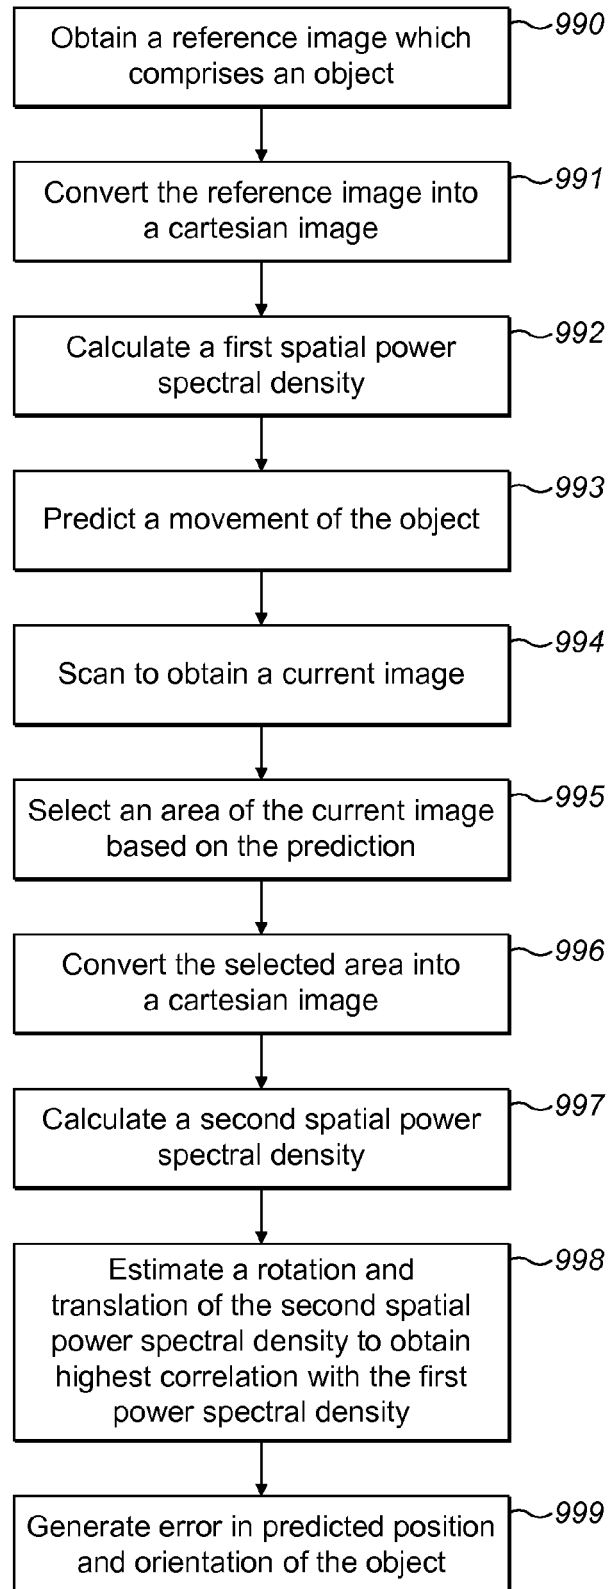 Obtain a reference image which
comprises an object
990
Convert the reference image into
a cartesian image
991
Calculate a first spatial power
spectral density
992
Predict a movement of the object
993
Scan to obtain a current image
994
Select an area of the current image
based on the prediction
995
Convert the selected area into
a cartesian image
996
Calculate a second spatial power
spectral density
997
Estimate a rotation and
translation of the second spatial
power spectral density to obtain
highest correlation with the first
power spectral density
998
Generate error in predicted position
and orientation of the object
999